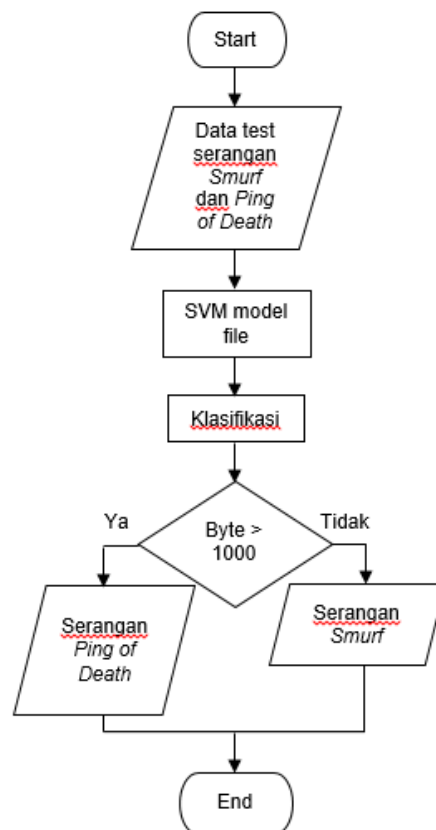 Start
Data test
serangan
Smurf
dan Ping
of Death
SVM model
file
Klasifikasi
Ya
Byte >
1000
Tidak
Serangan
Ping of
Death
Serangan
Smurf
End